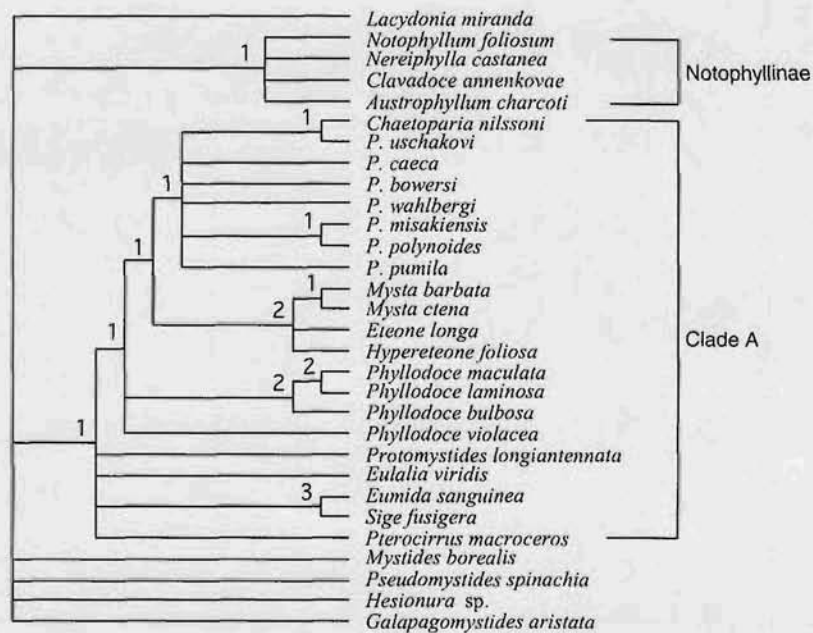 Lacydonia miranda
1
Notophyllum foliosum
Nereiphylla castanea
Clavadoce annenkovae
Austrophyllum charcoti
Notophyllinae
1
Chaetoparia nilssoni
P. uschakovi
1
P. caeca
P. bowersi
P. wahlbergi
1
P. misakiensis
P. polynoides
1
P. pumila
1
Mysta barbata
Mysta ctena
2
Eteone longa
Hypereteone foliosa
Clade A
1
2
Phyllodoce maculata
2
Phyllodoce laminosa
Phyllodoce bulbosa
1
Phyllodoce violacea
Protomystides longiantennata
Eulalia viridis
3
Eumida sanguinea
Sige fusigera
Pterocirrus macroceros
Mystides borealis
Pseudomystides spinachia
Hesionura sp.
Galapagomystides aristata